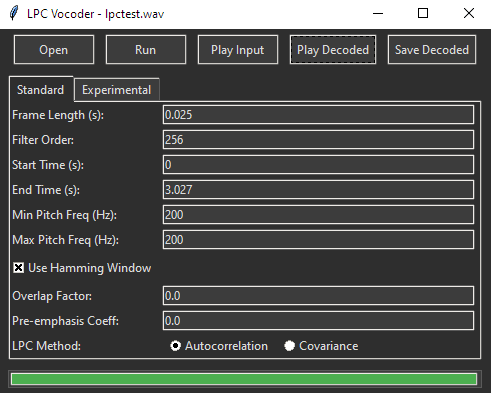 LPC Vocoder - lpctest.wav
Open Run Play Input Play Decoded Save Decoded
Standard Experimental
Frame Length (s): 0.025
Filter Order: 256
Start Time (s): 0
End Time (s): 3.027
Min Pitch Freq (Hz): 200
Max Pitch Freq (Hz): 200
Use Hamming Window
Overlap Factor: 0.0
Pre-emphasis Coeff: 0.0
LPC Method: Autocorrelation Covariance